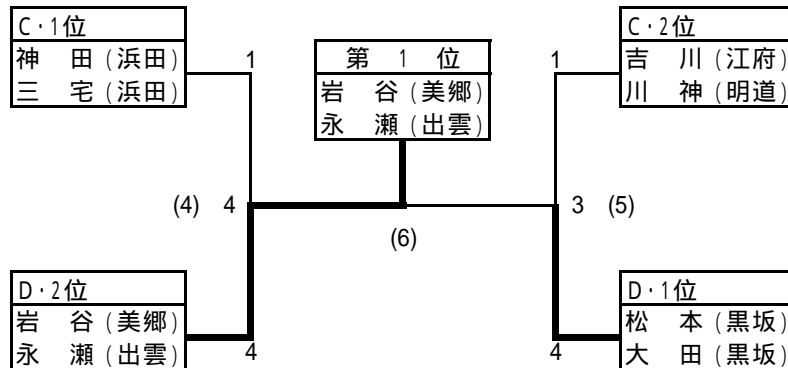 C・1位
神 田 (浜田)
三 宅 (浜田)
1
第 1 位
岩 谷 (美郷)
永 瀬 (出雲)
1
C・2位
吉 川 (江府)
川 神 (明道)
(4) 4
3 (5)
(6)
D・2位
岩 谷 (美郷)
永 瀬 (出雲)
4
4
D・1位
松 本 (黒坂)
大 田 (黒坂)